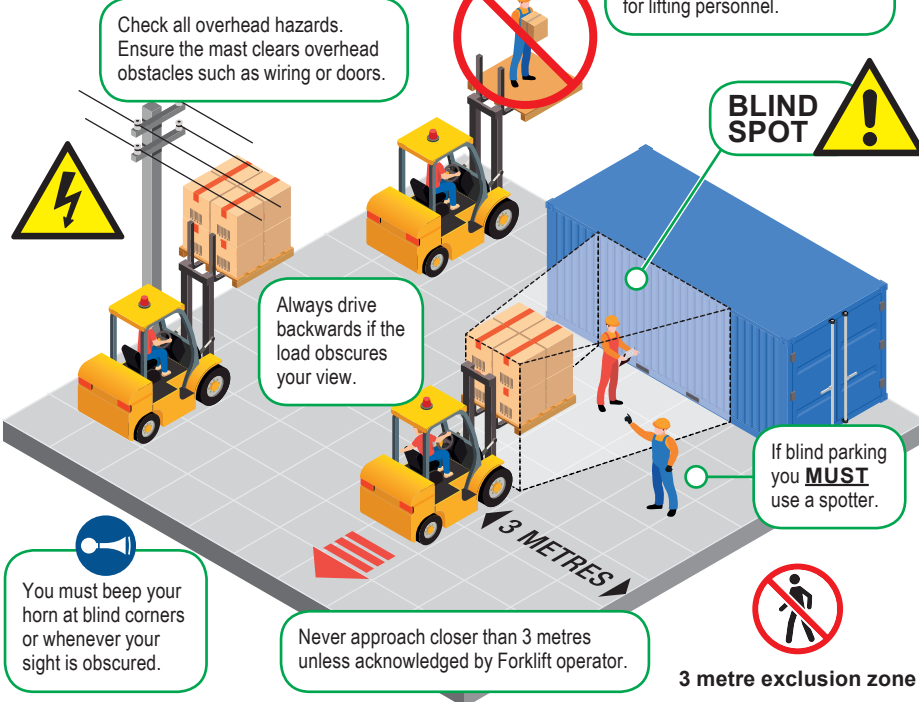 for lifting personnel.
Check all overhead hazards.
Ensure the mast clears overhead
obstacles such as wiring or doors.
BLIND
SPOT
Always drive
backwards if the
load obscures
your view.
If blind parking
you MUST
use a spotter.
3 METRES
You must beep your
horn at blind corners
or whenever your
sight is obscured.
Never approach closer than 3 metres
unless acknowledged by Forklift operator.
3 metre exclusion zone